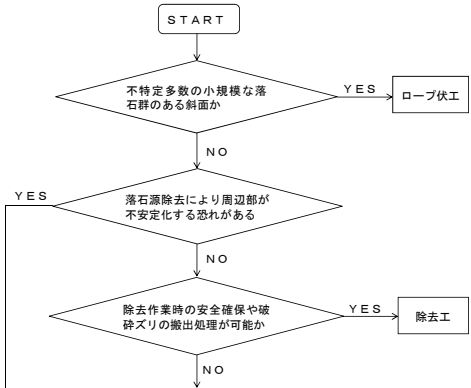 START
不特定多数の小規模な落
石群のある斜面か
YES
ロープ伏工
NO
YES
落石源除去により周辺部が
不安定化する恐れがある
NO
除去作業時の安全確保や破
砕ズリの搬出処理が可能か
YES
除去工
NO